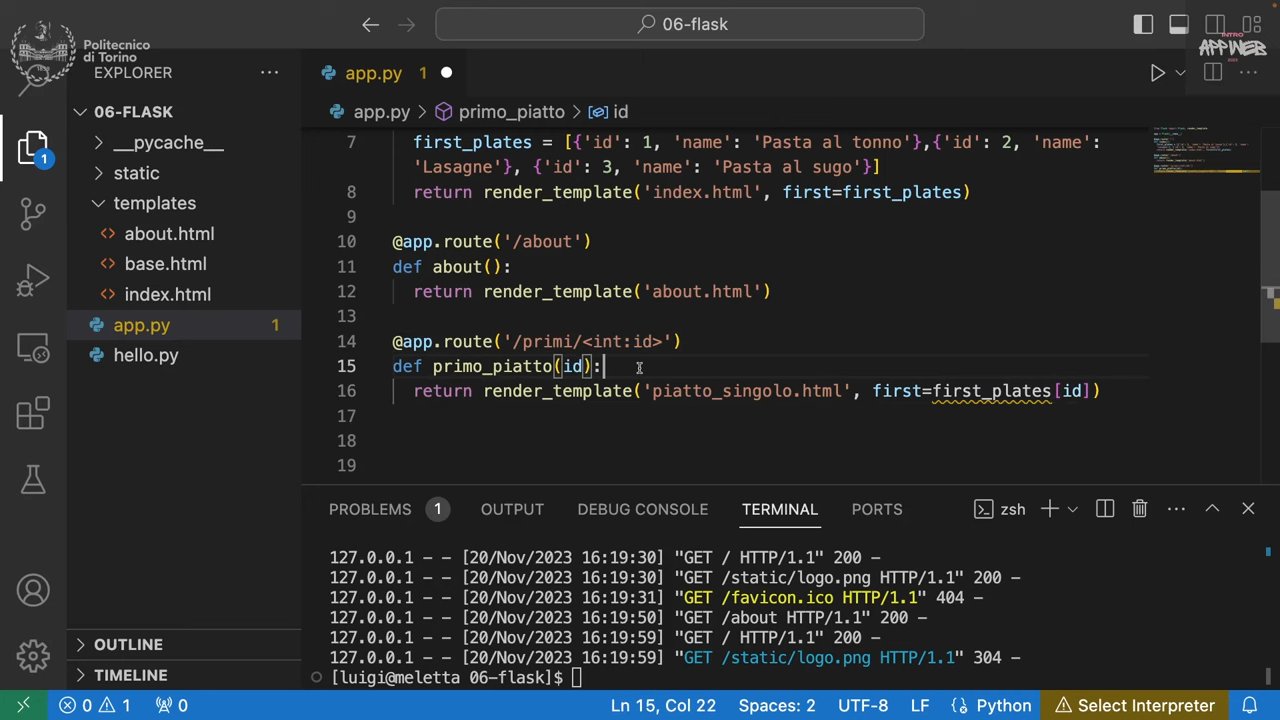 06-flask
Politecnico
di Torino
INTRO
APPWEB
EXPLORER
app.py 1
app.py > primo_piatto > id
06-FLASK
__pycache__
static
templates
about.html
base.html
index.html
app.py 1
hello.py
OUTLINE
TIMELINE
7 first_plates = [{'id': 1, 'name': 'Pasta al tonno'},{'id': 2, 'name':
'Lasagne'}, {'id': 3, 'name': 'Pasta al sugo'}]
8 return render_template('index.html', first=first_plates)
9
10 @app.route('/about')
11 def about():
12 return render_template('about.html')
13
14 @app.route('/primi/<int:id>')
15 def primo_piatto(id):
16 return render_template('piatto_singolo.html', first=first_plates[id])
17
18
19
PROBLEMS 1 OUTPUT DEBUG CONSOLE TERMINAL PORTS zsh
127.0.0.1 - - [20/Nov/2023 16:19:30] "GET / HTTP/1.1" 200 -
127.0.0.1 - - [20/Nov/2023 16:19:30] "GET /static/logo.png HTTP/1.1" 200 -
127.0.0.1 - - [20/Nov/2023 16:19:31] "GET /favicon.ico HTTP/1.1" 404 -
127.0.0.1 - - [20/Nov/2023 16:19:50] "GET /about HTTP/1.1" 200 -
127.0.0.1 - - [20/Nov/2023 16:19:59] "GET / HTTP/1.1" 200 -
127.0.0.1 - - [20/Nov/2023 16:19:59] "GET /static/logo.png HTTP/1.1" 304 -
[luigi@meletta 06-flask]$
0 1 0 Ln 15, Col 22 Spaces: 2 UTF-8 LF Python Select Interpreter